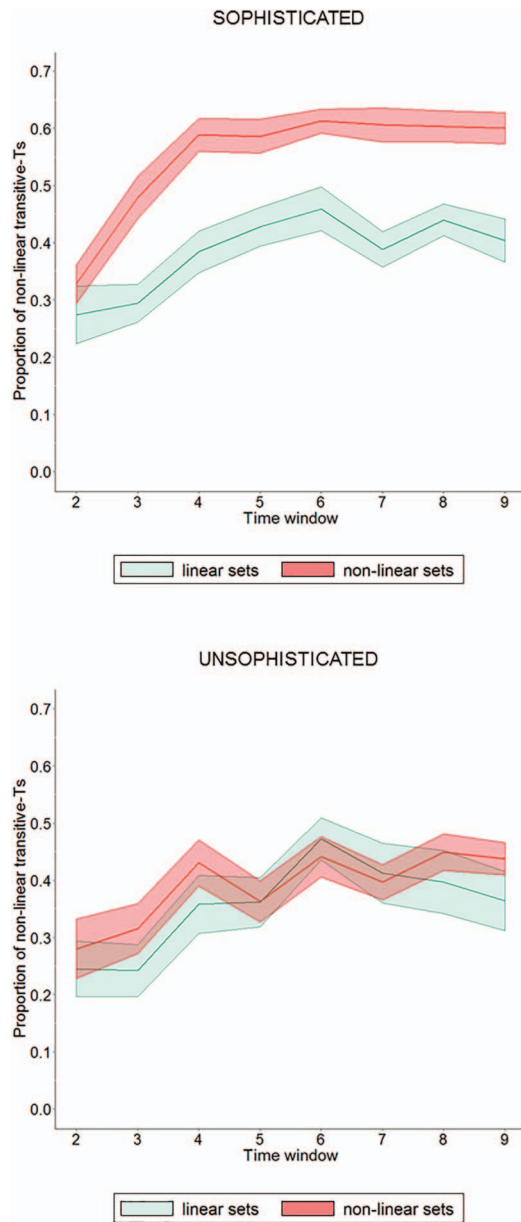 SOPHISTICATED
Proportion of non-linear transitive-Ts
0.7
0.6
0.5
0.4
0.3
0.2
0.1
0.0
2 3 4 5 6 7 8 9
Time window
linear sets non-linear sets
UNSOPHISTICATED
Proportion of non-linear transitive-Ts
0.7
0.6
0.5
0.4
0.3
0.2
0.1
0.0
2 3 4 5 6 7 8 9
Time window
linear sets non-linear sets